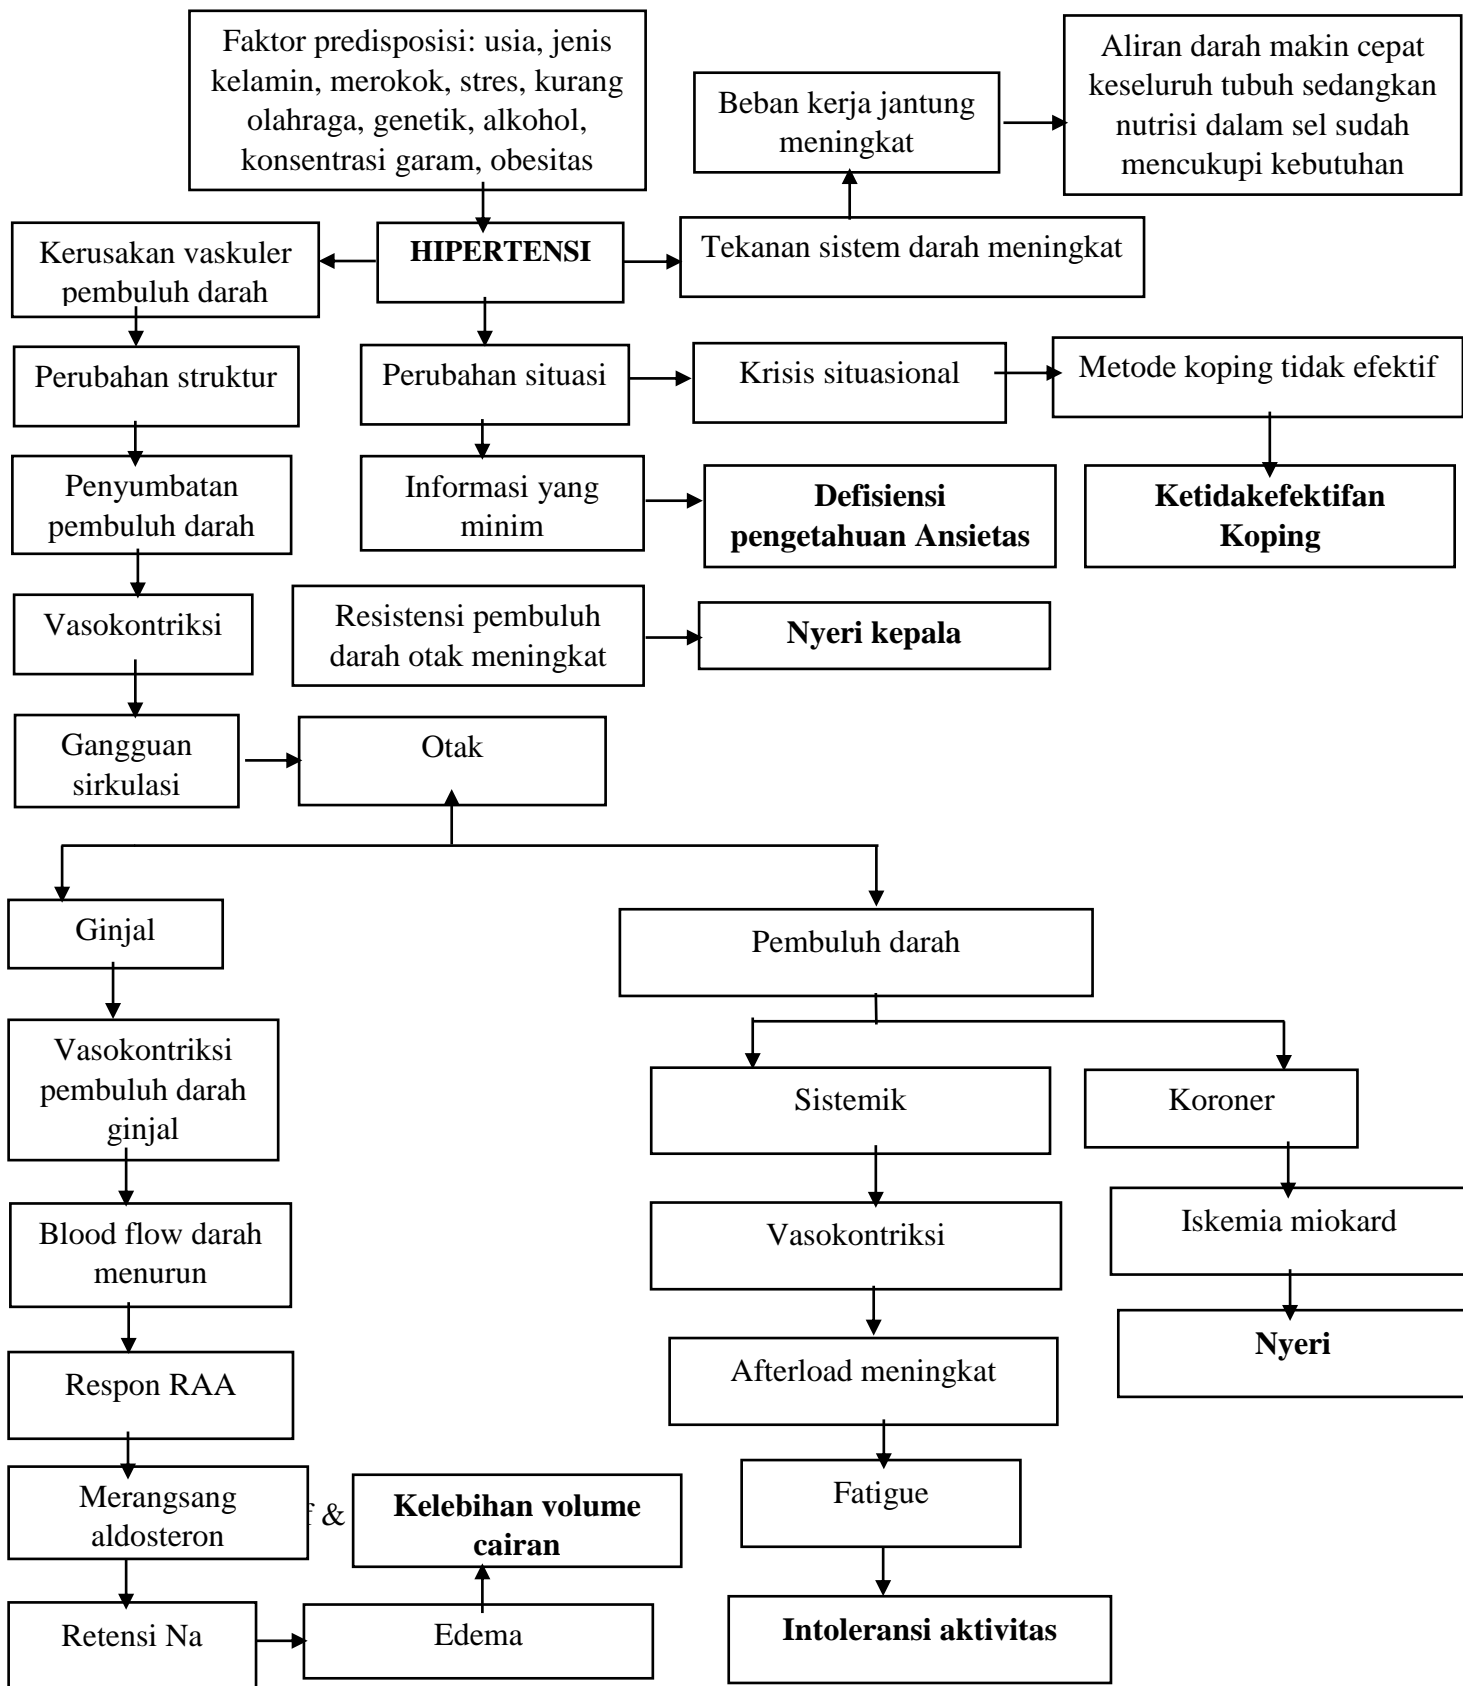 Faktor predisposisi: usia, jenis
kelamin, merokok, stres, kurang
olahraga, genetik, alkohol,
konsentrasi garam, obesitas
Beban kerja jantung
meningkat
Aliran darah makin cepat
keseluruh tubuh sedangkan
nutrisi dalam sel sudah
mencukupi kebutuhan
Kerusakan vaskuler
pembuluh darah
HIPERTENSI
Tekanan sistem darah meningkat
Perubahan struktur
Perubahan situasi
Krisis situasional
Metode koping tidak efektif
Penyumbatan
pembuluh darah
Informasi yang
minim
Defisiensi
pengetahuan Ansietas
Ketidakefektifan
Koping
Vasokontriksi
Resistensi pembuluh
darah otak meningkat
Nyeri kepala
Gangguan
sirkulasi
Otak
Ginjal
Pembuluh darah
Vasokontriksi
pembuluh darah
ginjal
Sistemik
Koroner
Blood flow darah
menurun
Vasokontriksi
Iskemia miokard
Respon RAA
Afterload meningkat
Nyeri
Merangsang
aldosteron
&
Kelebihan volume
cairan
Fatigue
Retensi Na
Edema
Intoleransi aktivitas